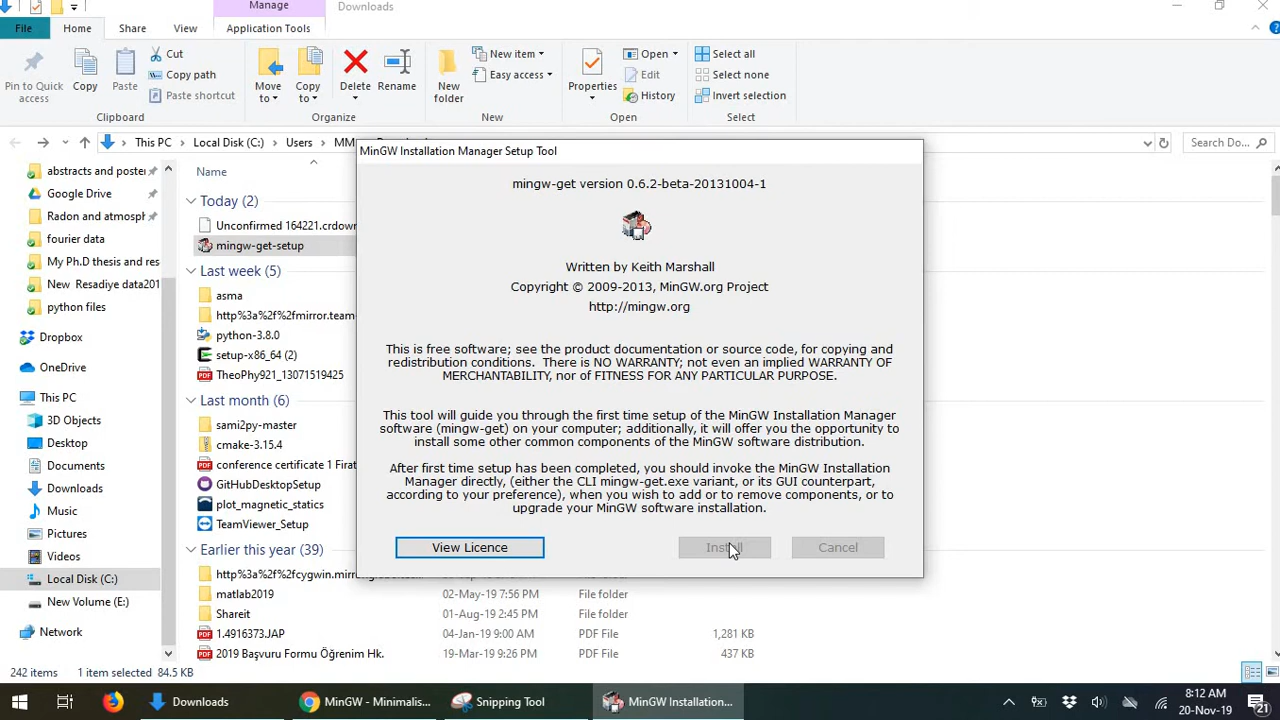 Manage
Downloads
File
Home
Share
View
Application Tools
Pin to Quick access
Copy
Paste
Cut
Copy path
Paste shortcut
Clipboard
Move to
Copy to
Delete
Rename
Organize
New folder
New item
Easy access
New
Properties
Open
Edit
History
Open
Select all
Select none
Invert selection
Select
This PC
Local Disk (C:)
Users
Search Do...
abstracts and poste
Google Drive
Radon and atmosph
fourier data
My Ph.D thesis and res
New Resadiye data201
python files
Dropbox
OneDrive
This PC
3D Objects
Desktop
Documents
Downloads
Music
Pictures
Videos
Local Disk (C:)
New Volume (E:)
Network
Name
Today (2)
Unconfirmed 164221.crdown
mingw-get-setup
Last week (5)
asma
http%3a%2f%2fmirror.team-
python-3.8.0
setup-x86_64 (2)
TheoPhy921_13071519425
Last month (6)
sami2py-master
cmake-3.15.4
conference certificate 1 Firat
GitHubDesktopSetup
plot_magnetic_statics
TeamViewer_Setup
Earlier this year (39)
matlab2019 02-May-19 7:56 PM File folder
Shareit 01-Aug-19 2:45 PM File folder
1.4916373.JAP 04-Jan-19 9:00 AM PDF File 1,281 KB
2019 Başvuru Formu Öğrenim Hk. 19-Mar-19 9:26 PM PDF File 437 KB
MinGW Installation Manager Setup Tool
mingw-get version 0.6.2-beta-20131004-1
Written by Keith Marshall
Copyright © 2009-2013, MinGW.org Project
http://mingw.org
This is free software; see the product documentation or source code, for copying and
redistribution conditions. There is NO WARRANTY; not even an implied WARRANTY OF
MERCHANTABILITY, nor of FITNESS FOR ANY PARTICULAR PURPOSE.
This tool will guide you through the first time setup of the MinGW Installation Manager
software (mingw-get) on your computer; additionally, it will offer you the opportunity to
install some other common components of the MinGW software distribution.
After first time setup has been completed, you should invoke the MinGW Installation
Manager directly, (either the CLI mingw-get.exe variant, or its GUI counterpart,
according to your preference), when you wish to add or to remove components, or to
upgrade your MinGW software installation.
View Licence
Install
Cancel
242 items
1 item selected 84.5 KB
Downloads
MinGW - Minimalis...
Snipping Tool
MinGW Installation...
8:12 AM
20-Nov-19
21